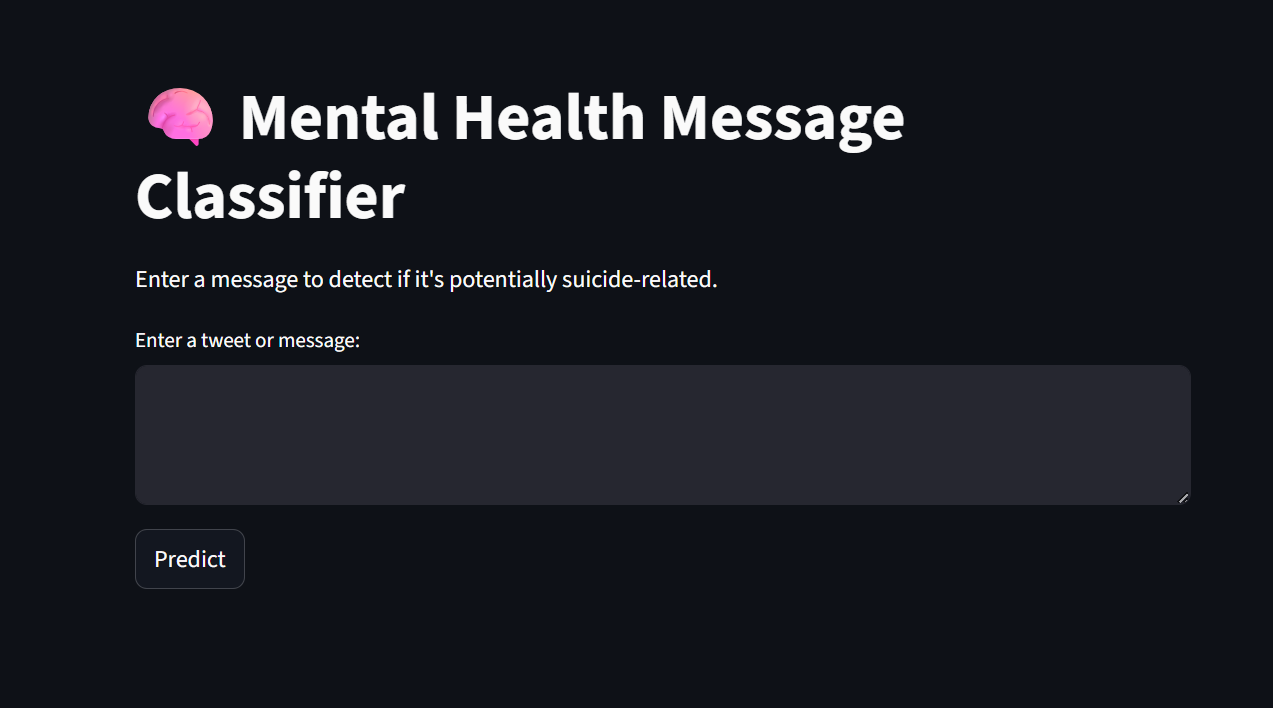 🧠 Mental Health Message
Classifier
Enter a message to detect if it's potentially suicide-related.
Enter a tweet or message:
Predict